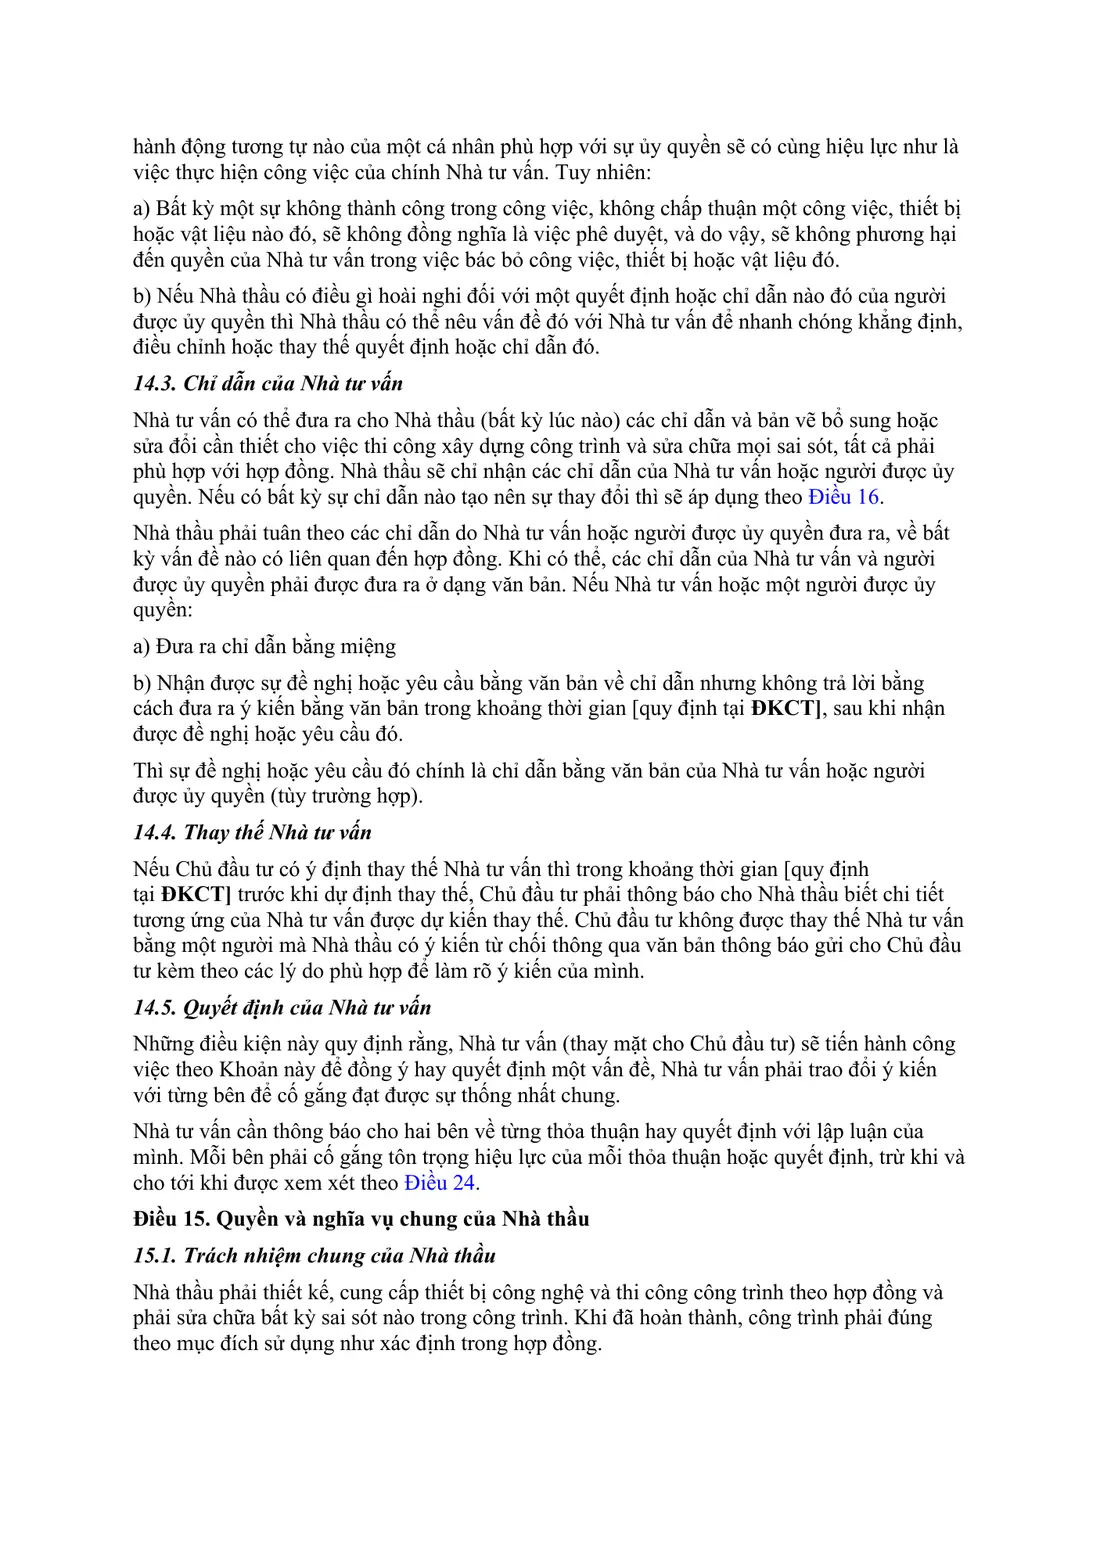 hành động tương tự nào của một cá nhân phù hợp với sự ủy quyền sẽ có cùng hiệu lực như là
việc thực hiện công việc của chính Nhà tư vấn. Tuy nhiên:
a) Bất kỳ một sự không thành công trong công việc, không chấp thuận một công việc, thiết bị
hoặc vật liệu nào đó, sẽ không đồng nghĩa là việc phê duyệt, và do vậy, sẽ không phương hại
đến quyền của Nhà tư vấn trong việc bác bỏ công việc, thiết bị hoặc vật liệu đó.
b) Nếu Nhà thầu có điều gì hoài nghi đối với một quyết định hoặc chỉ dẫn nào đó của người
được ủy quyền thì Nhà thầu có thể nêu vấn đề đó với Nhà tư vấn để nhanh chóng khẳng định,
điều chỉnh hoặc thay thế quyết định hoặc chỉ dẫn đó.
14.3. Chỉ dẫn của Nhà tư vấn
Nhà tư vấn có thể đưa ra cho Nhà thầu (bất kỳ lúc nào) các chỉ dẫn và bản vẽ bổ sung hoặc
sửa đổi cần thiết cho việc thi công xây dựng công trình và sửa chữa mọi sai sót, tất cả phải
phù hợp với hợp đồng. Nhà thầu sẽ chỉ nhận các chỉ dẫn của Nhà tư vấn hoặc người được ủy
quyền. Nếu có bất kỳ sự chỉ dẫn nào tạo nên sự thay đổi thì sẽ áp dụng theo Điều 16.
Nhà thầu phải tuân theo các chỉ dẫn do Nhà tư vấn hoặc người được ủy quyền đưa ra, về bất
kỳ vấn đề nào có liên quan đến hợp đồng. Khi có thể, các chỉ dẫn của Nhà tư vấn và người
được ủy quyền phải được đưa ra ở dạng văn bản. Nếu Nhà tư vấn hoặc một người được ủy
quyền:
a) Đưa ra chỉ dẫn bằng miệng
b) Nhận được sự đề nghị hoặc yêu cầu bằng văn bản về chỉ dẫn nhưng không trả lời bằng
cách đưa ra ý kiến bằng văn bản trong khoảng thời gian [quy định tại ĐKCT], sau khi nhận
được đề nghị hoặc yêu cầu đó.
Thì sự đề nghị hoặc yêu cầu đó chính là chỉ dẫn bằng văn bản của Nhà tư vấn hoặc người
được ủy quyền (tùy trường hợp).
14.4. Thay thế Nhà tư vấn
Nếu Chủ đầu tư có ý định thay thế Nhà tư vấn thì trong khoảng thời gian [quy định
tại ĐKCT] trước khi dự định thay thế, Chủ đầu tư phải thông báo cho Nhà thầu biết chi tiết
tương ứng của Nhà tư vấn được dự kiến thay thế. Chủ đầu tư không được thay thế Nhà tư vấn
bằng một người mà Nhà thầu có ý kiến từ chối thông qua văn bản thông báo gửi cho Chủ đầu
tư kèm theo các lý do phù hợp để làm rõ ý kiến của mình.
14.5. Quyết định của Nhà tư vấn
Những điều kiện này quy định rằng, Nhà tư vấn (thay mặt cho Chủ đầu tư) sẽ tiến hành công
việc theo Khoản này để đồng ý hay quyết định một vấn đề, Nhà tư vấn phải trao đổi ý kiến
với từng bên để cố gắng đạt được sự thống nhất chung.
Nhà tư vấn cần thông báo cho hai bên về từng thỏa thuận hay quyết định với lập luận của
mình. Mỗi bên phải cố gắng tôn trọng hiệu lực của mỗi thỏa thuận hoặc quyết định, trừ khi và
cho tới khi được xem xét theo Điều 24.
Điều 15. Quyền và nghĩa vụ chung của Nhà thầu
15.1. Trách nhiệm chung của Nhà thầu
Nhà thầu phải thiết kế, cung cấp thiết bị công nghệ và thi công công trình theo hợp đồng và
phải sửa chữa bất kỳ sai sót nào trong công trình. Khi đã hoàn thành, công trình phải đúng
theo mục đích sử dụng như xác định trong hợp đồng.